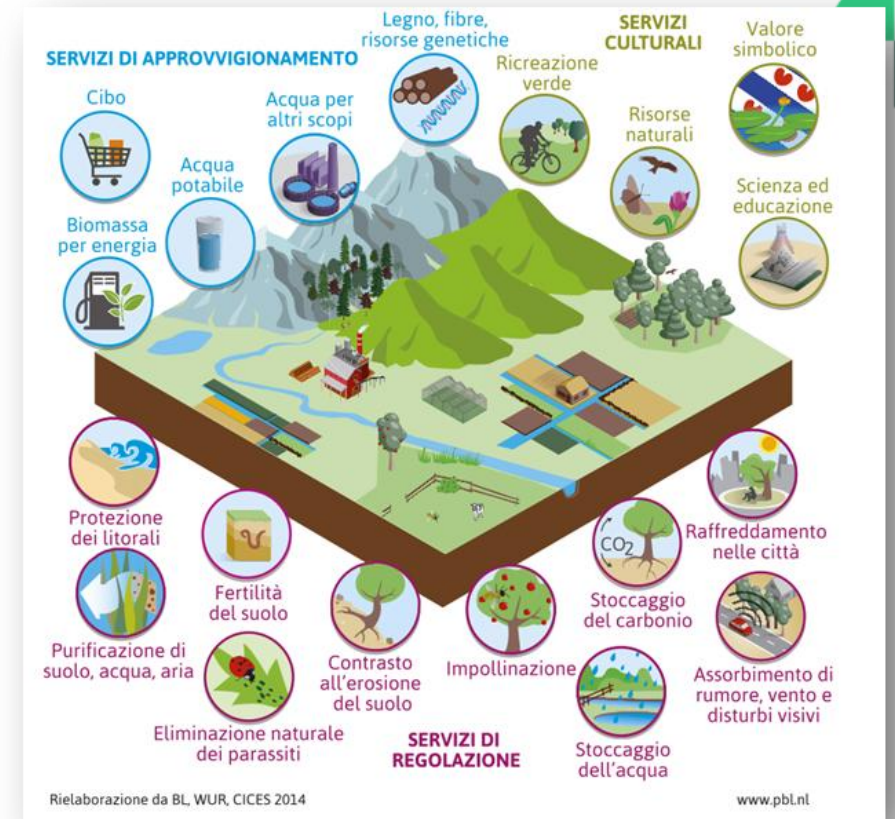 SERVIZI DI APPROVVIGIONAMENTO
Cibo
Biomassa
per energia
Acqua
potabile
Acqua per
altri scopi
Legno, fibre,
risorse genetiche
SERVIZI
CULTURALI
Ricreazione
verde
Risorse
naturali
Valore
simbolico
Scienza ed
educazione
Protezione
dei litorali
Purificazione di
suolo, acqua, aria
Fertilità
del suolo
Eliminazione naturale
dei parassiti
Contrasto
all'erosione
del suolo
SERVIZI DI
REGOLAZIONE
Impollinazione
CO2
Stoccaggio
del carbonio
Stoccaggio
dell'acqua
Raffreddamento
nelle città
Assorbimento di
rumore, vento e
disturbi visivi
Rielaborazione da BL, WUR, CICES 2014
www.pbl.nl